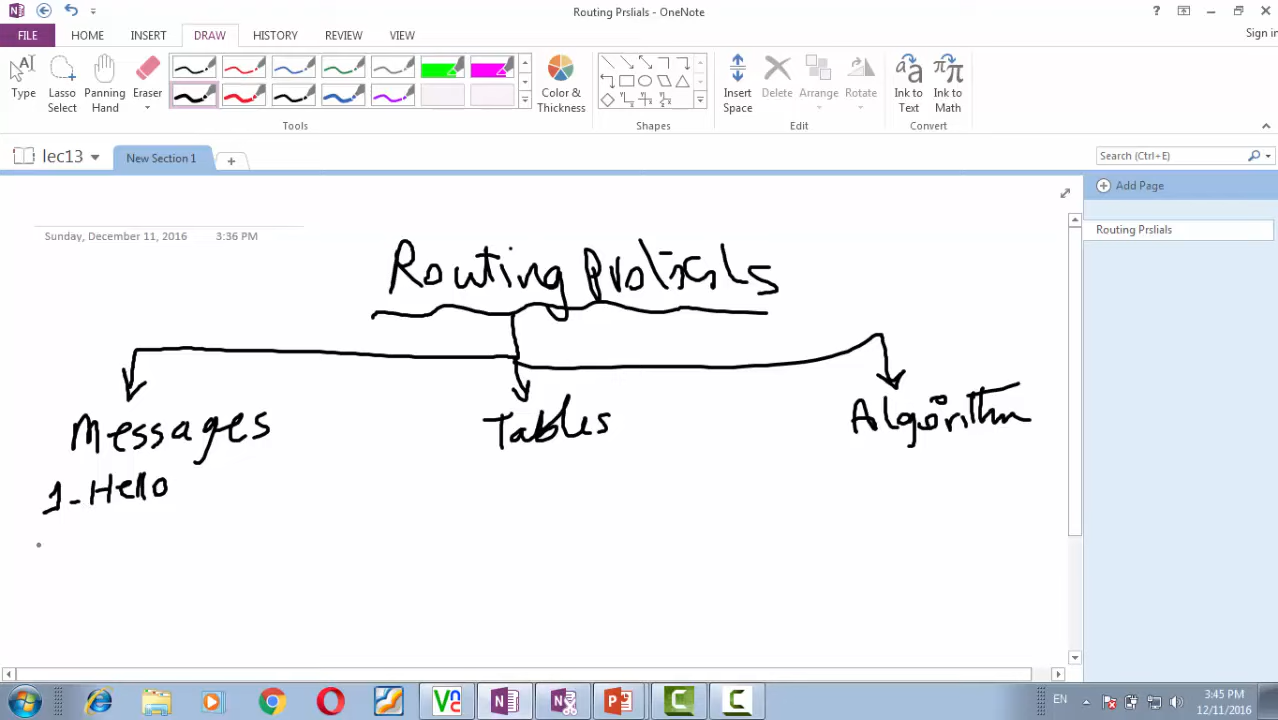 Routing Prslials - OneNote
Sign in
FILE HOME INSERT DRAW HISTORY REVIEW VIEW
Type
Lasso Select
Panning Hand
Eraser
Color & Thickness
Insert Space
Delete
Arrange
Rotate
Ink to Text
Ink to Math
Tools
Shapes
Edit
Convert
lec13
New Section 1
Search (Ctrl+E)
Add Page
Routing Prslials
Sunday, December 11, 2016 3:36 PM
Routing Protocols
Messages Tables Algorithm
1-Hello
EN
3:45 PM
12/11/2016